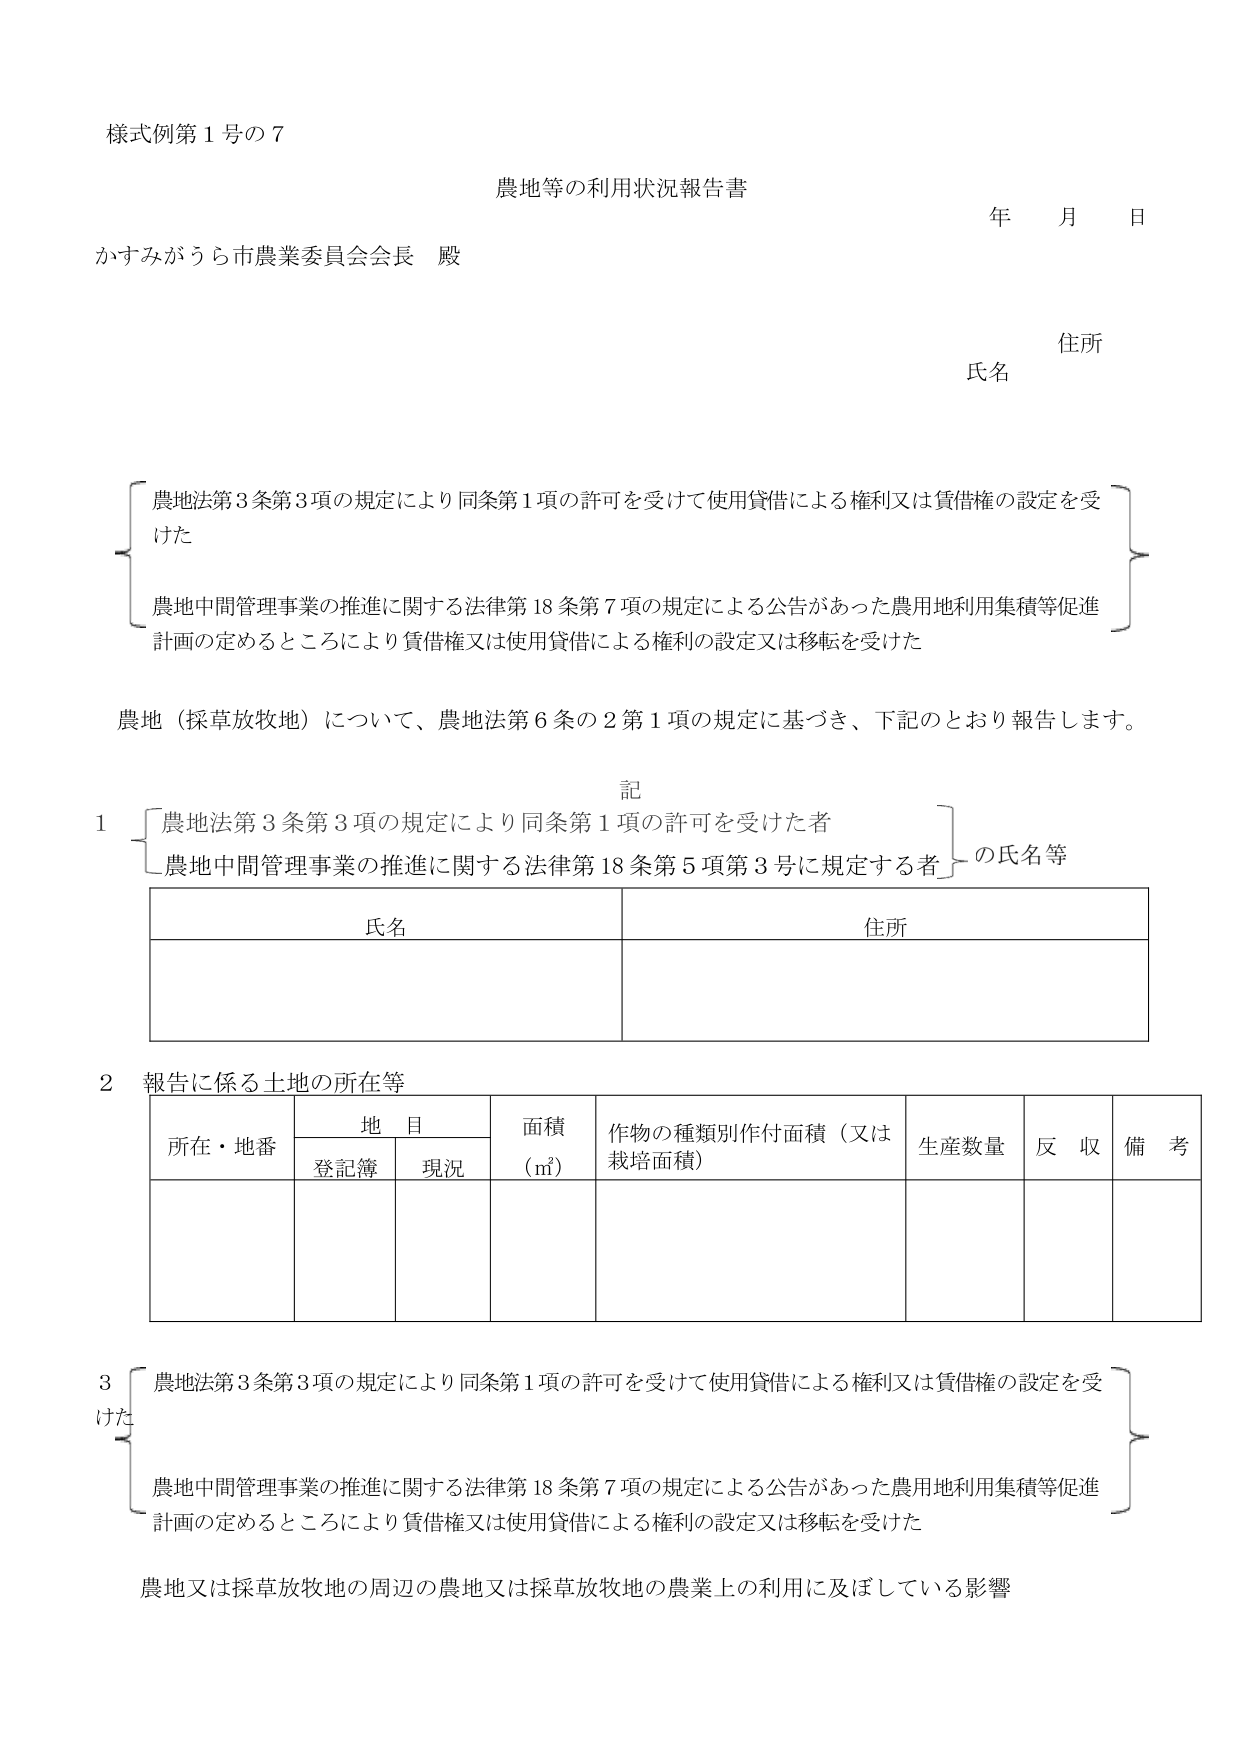 様式例第１号の７
農地等の利用状況報告書
年　　月　　日
かすみがうら市農業委員会会長　殿
住所
氏名
農地法第３条第３項の規定により同条第１項の許可を受けて使用貸借による権利又は賃借権の設定を受
けた
農地中間管理事業の推進に関する法律第 18 条第７項の規定による公告があった農用地利用集積等促進
計画の定めるところにより賃借権又は使用貸借による権利の設定又は移転を受けた
農地（採草放牧地）について、農地法第６条の２第１項の規定に基づき、下記のとおり報告します。
記
１　農地法第３条第３項の規定により同条第１項の許可を受けた者
農地中間管理事業の推進に関する法律第 18 条第５項第３号に規定する者　の氏名等
氏名　住所
２　報告に係る土地の所在等
所在・地番　地　目　面積（㎡）　作物の種類別作付面積（又は栽培面積）　生産数量　反　収　備　考
登記簿　現況
３　農地法第３条第３項の規定により同条第１項の許可を受けて使用貸借による権利又は賃借権の設定を受
けた
農地中間管理事業の推進に関する法律第 18 条第７項の規定による公告があった農用地利用集積等促進
計画の定めるところにより賃借権又は使用貸借による権利の設定又は移転を受けた
農地又は採草放牧地の周辺の農地又は採草放牧地の農業上の利用に及ぼしている影響